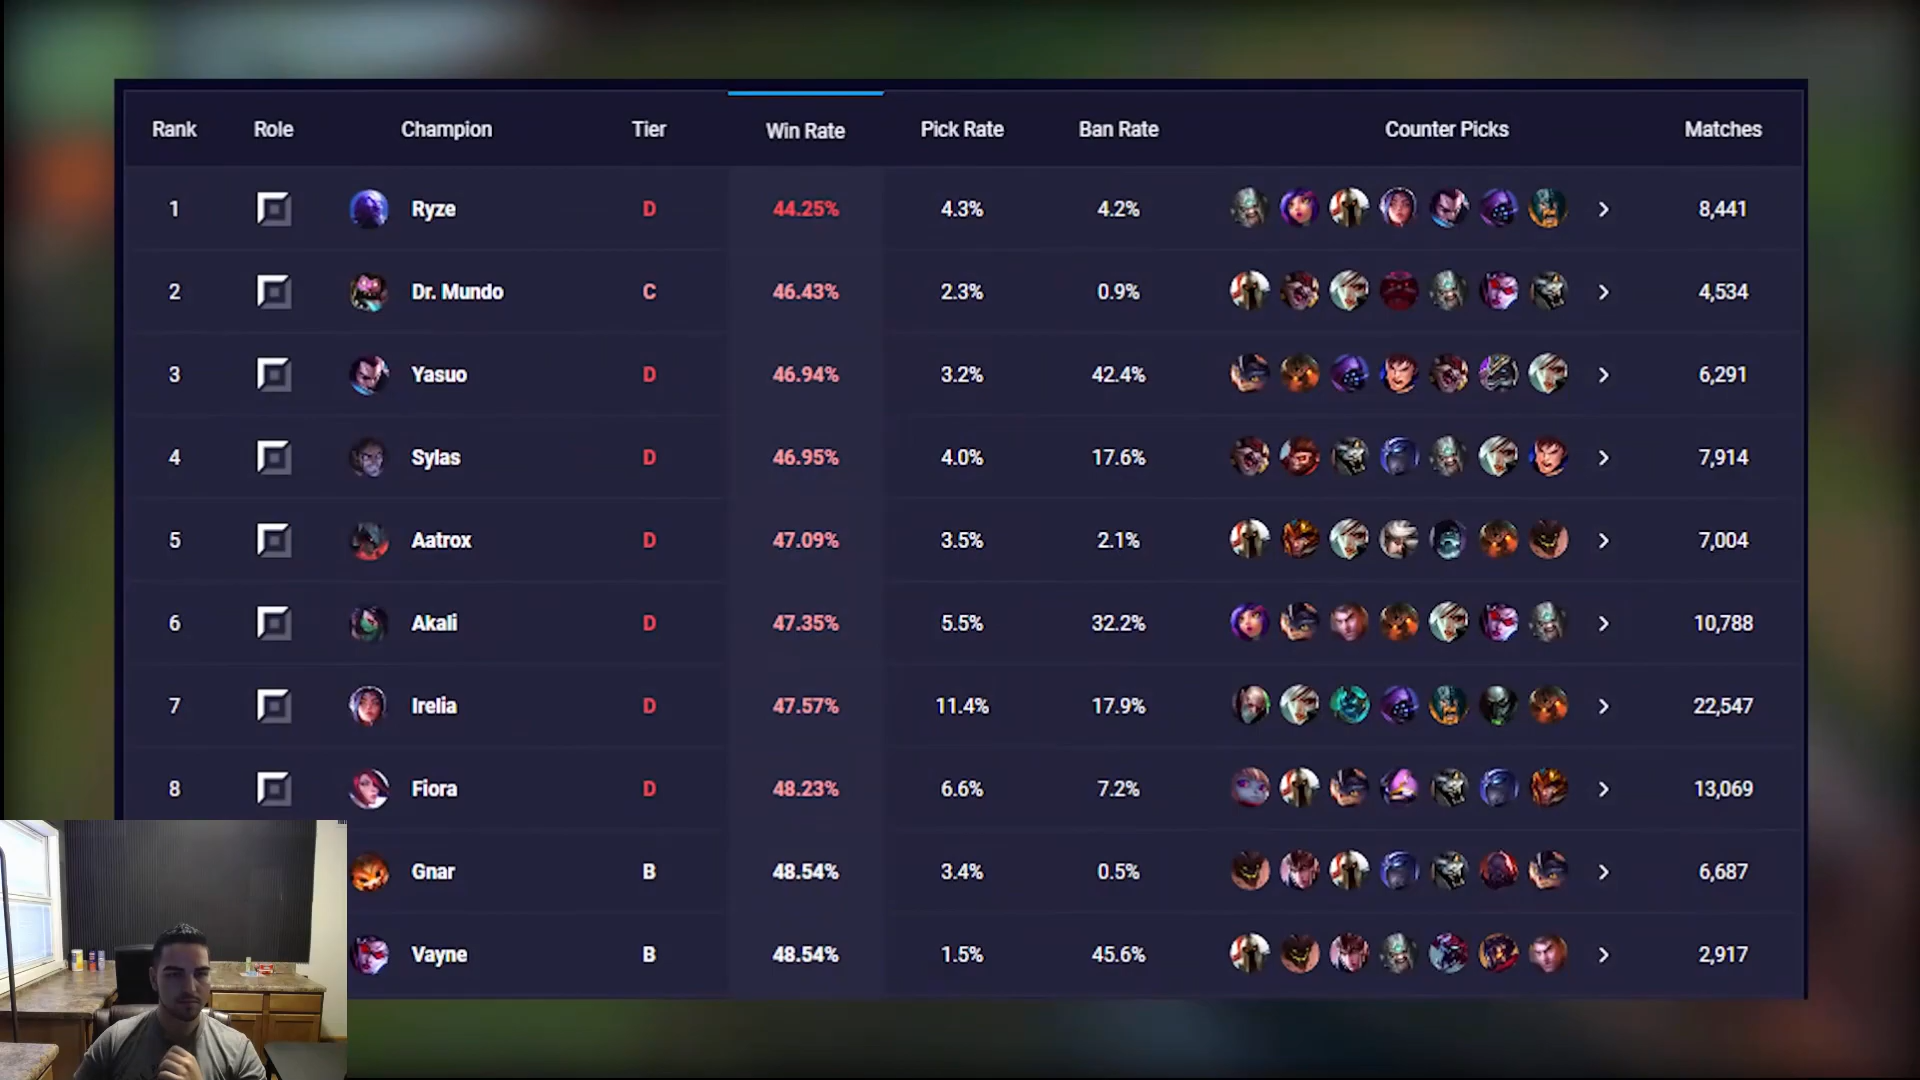 Rank Role Champion Tier Win Rate Pick Rate Ban Rate Counter Picks Matches
1 Ryze D 44.25% 4.3% 4.2% 8,441
2 Dr. Mundo C 46.43% 2.3% 0.9% 4,534
3 Yasuo D 46.94% 3.2% 42.4% 6,291
4 Sylas D 46.95% 4.0% 17.6% 7,914
5 Aatrox D 47.09% 3.5% 2.1% 7,004
6 Akali D 47.35% 5.5% 32.2% 10,788
7 Irelia D 47.57% 11.4% 17.9% 22,547
8 Fiora D 48.23% 6.6% 7.2% 13,069
Gnar B 48.54% 3.4% 0.5% 6,687
Vayne B 48.54% 1.5% 45.6% 2,917